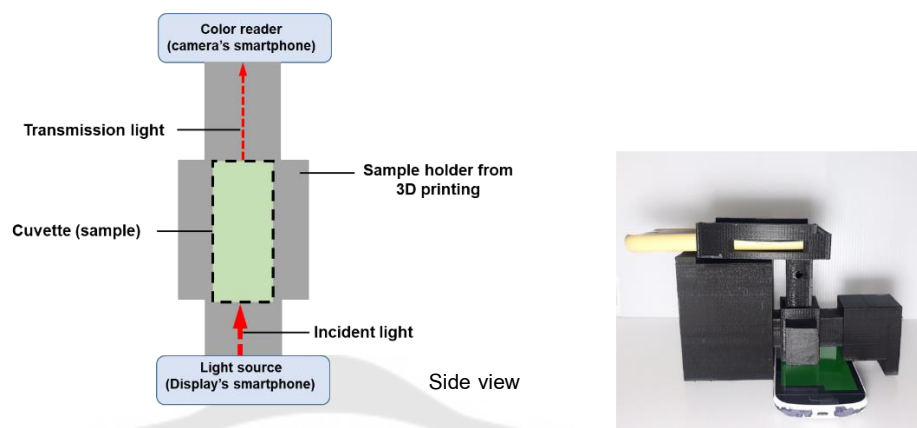 Color reader
(camera's smartphone)
Transmission light
Sample holder from
3D printing
Cuvette (sample)
Incident light
Light source
(Display's smartphone)
Side view